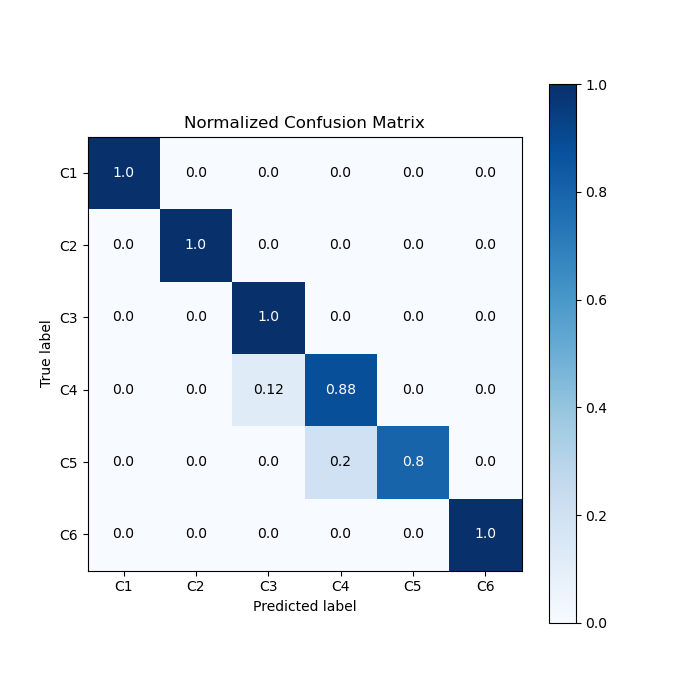 Normalized Confusion Matrix
1.0
C1 1.0 0.0 0.0 0.0 0.0 0.0
0.8
C2 0.0 1.0 0.0 0.0 0.0 0.0
0.6
C3 0.0 0.0 1.0 0.0 0.0 0.0
True label
C4 0.0 0.0 0.12 0.88 0.0 0.0
0.4
C5 0.0 0.0 0.0 0.2 0.8 0.0
0.2
C6 0.0 0.0 0.0 0.0 0.0 1.0
C1 C2 C3 C4 C5 C6
Predicted label
0.0